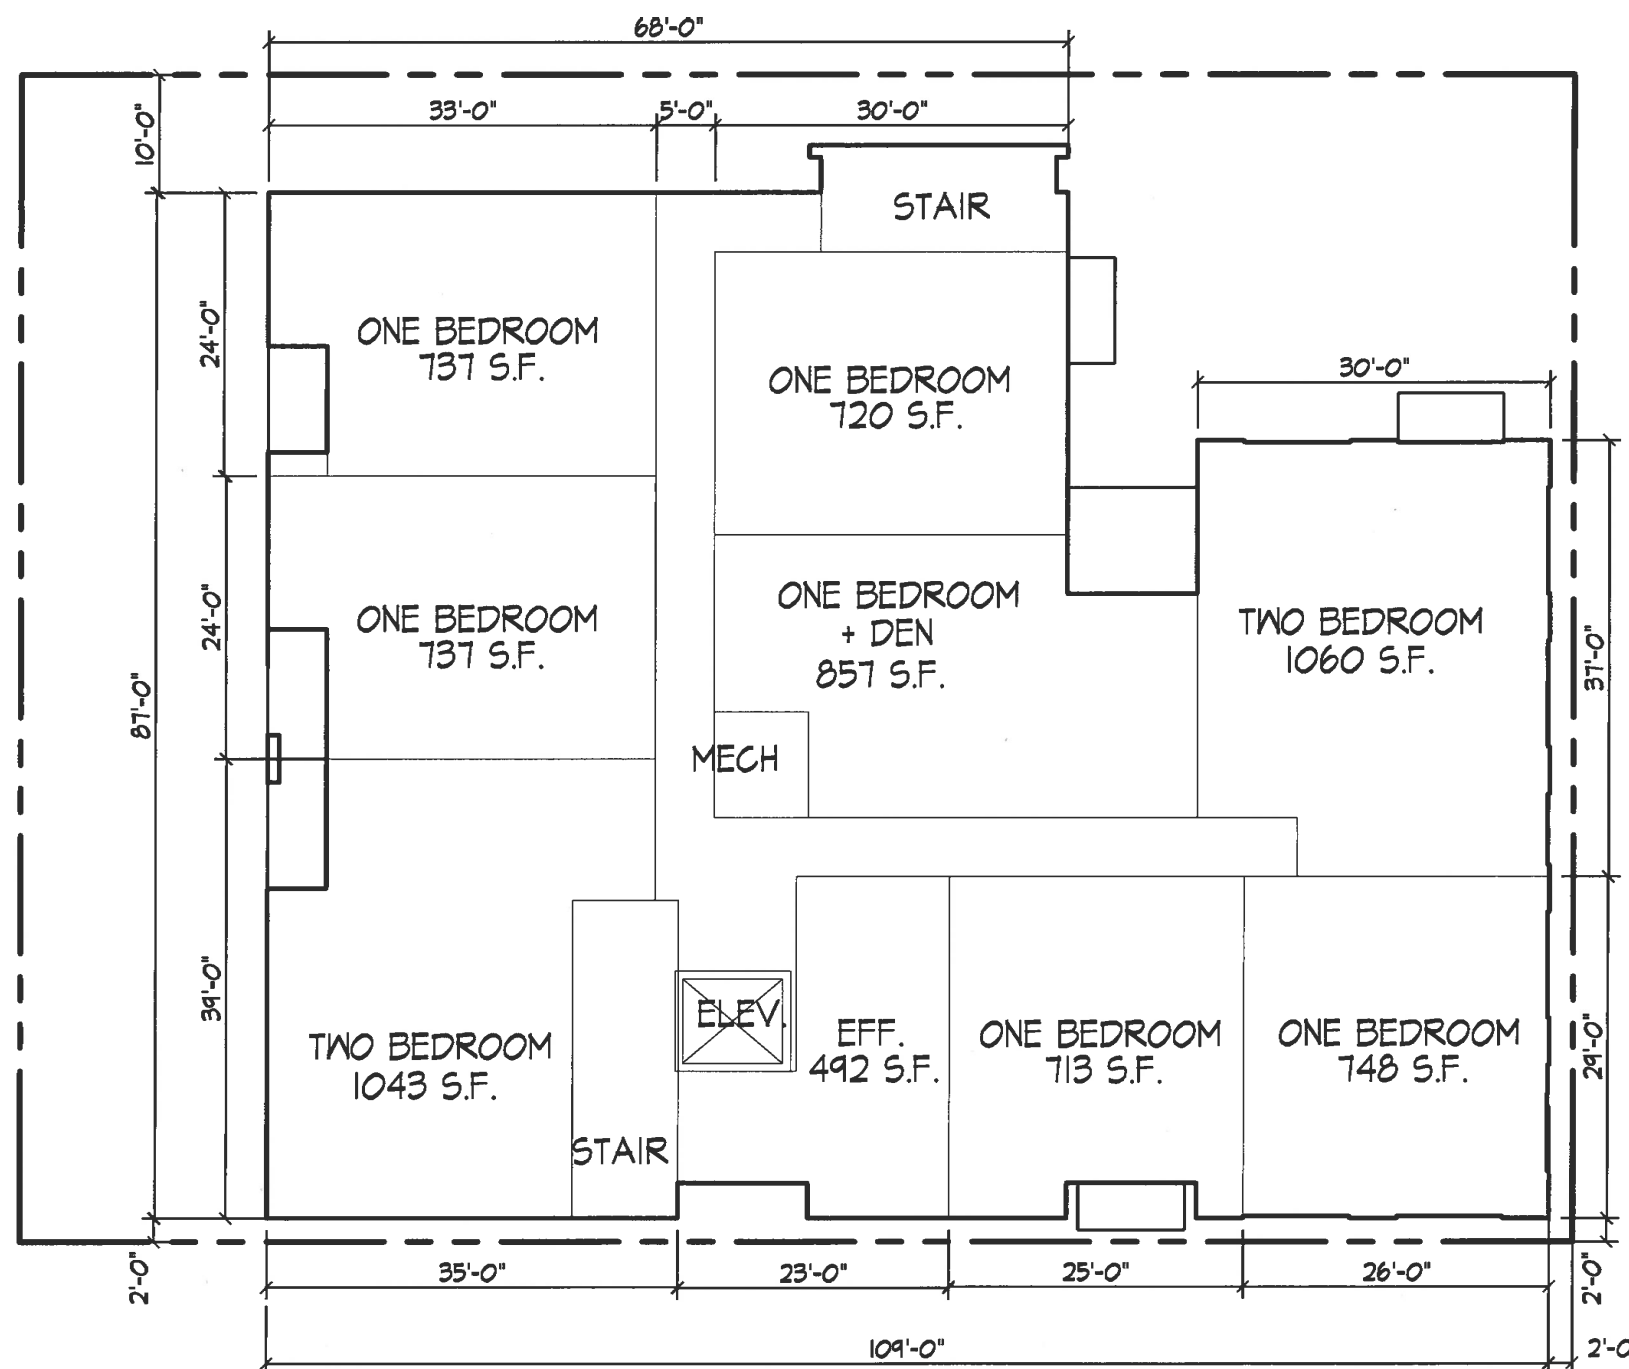 68'-0"
33'-0"
5'-0"
30'-0"
10'-0"
STAIR
24'-0"
ONE BEDROOM
737 S.F.
ONE BEDROOM
720 S.F.
30'-0"
24'-0"
ONE BEDROOM
737 S.F.
ONE BEDROOM
+ DEN
857 S.F.
TWO BEDROOM
1060 S.F.
37'-0"
87'-0"
MECH
39'-0"
ELEV.
TWO BEDROOM
1043 S.F.
EFF.
492 S.F.
ONE BEDROOM
713 S.F.
ONE BEDROOM
748 S.F.
29'-0"
STAIR
2'-0"
35'-0"
23'-0"
25'-0"
26'-0"
2'-0"
109'-0"
2'-0